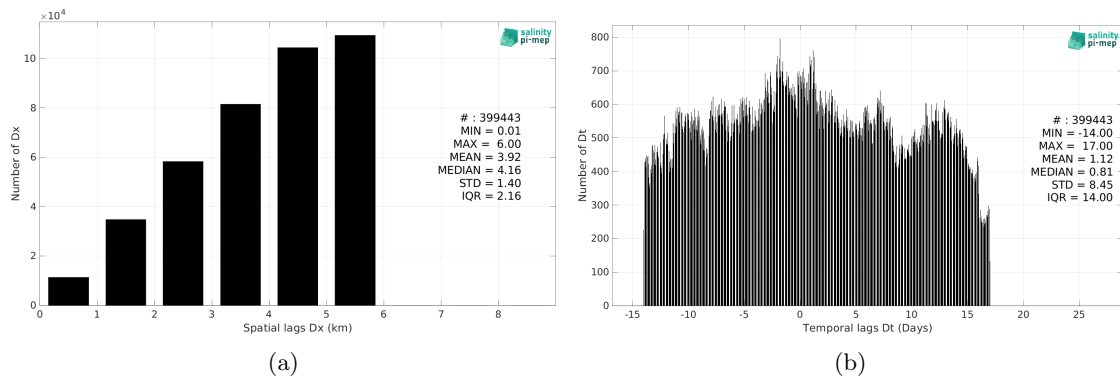 ×10⁴
10
8
6
4
2
0
0 1 2 3 4 5 6 7 8
Number of Dx
Spatial lags Dx (km)
salinity
pi-mep
# : 399443
MIN = 0.01
MAX = 6.00
MEAN = 3.92
MEDIAN = 4.16
STD = 1.40
IQR = 2.16
(a)
800
700
600
500
400
300
200
100
0
-15 -10 -5 0 5 10 15 20 25
Number of Dt
Temporal lags Dt (Days)
salinity
pi-mep
# : 399443
MIN = -14.00
MAX = 17.00
MEAN = 1.12
MEDIAN = 0.81
STD = 8.45
IQR = 14.00
(b)